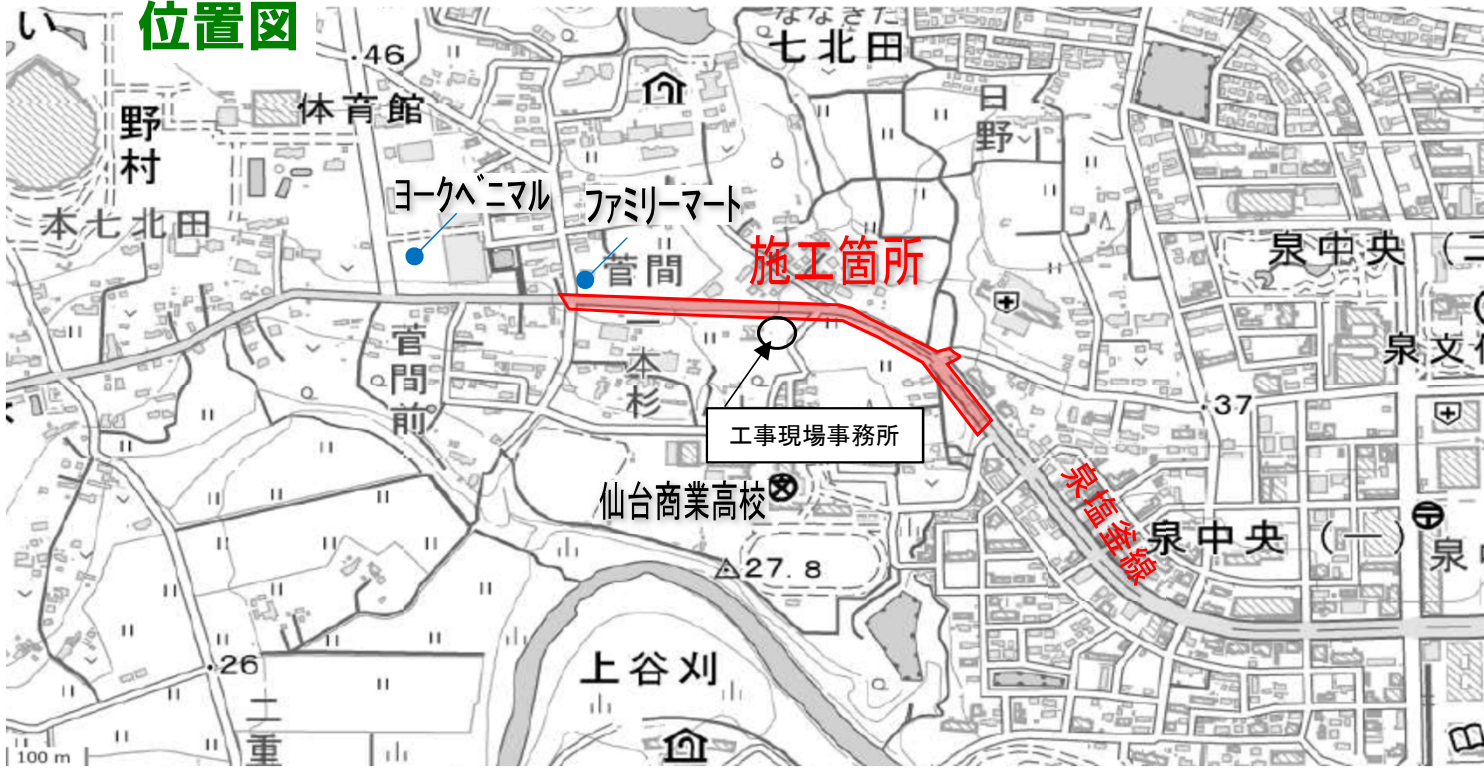 位置図
い
・46
ななきた
七北田
体育館
野村
日野
ヨークベニマル
ファミリーマート
本七北田
菅間
施工箇所
泉中央 (二
泉文化
菅間前
一本杉
・37
工事現場事務所
仙台商業高校
泉塩釜線
泉中央 (一)
27.8
上谷刈
・26
二重
100 m